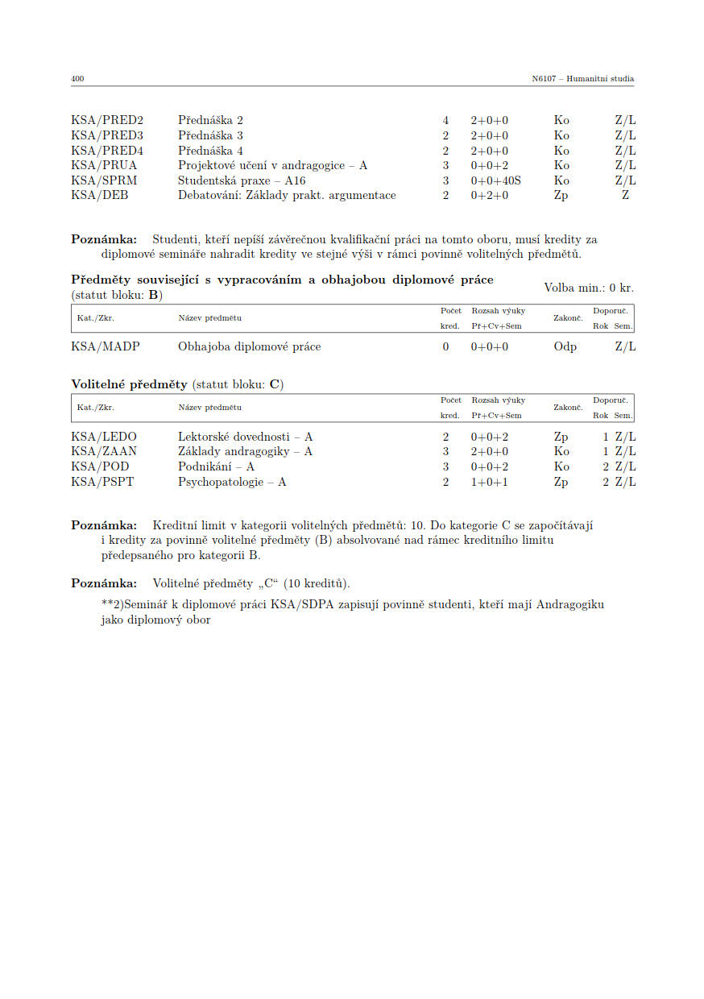 400 N6107 – Humanitní studia
KSA/PRED2 Přednáška 2 4 2+0+0 Ko Z/L
KSA/PRED3 Přednáška 3 2 2+0+0 Ko Z/L
KSA/PRED4 Přednáška 4 2 2+0+0 Ko Z/L
KSA/PRUA Projektové učení v andragogice – A 3 0+0+2 Ko Z/L
KSA/SPRM Studentská praxe – A16 3 0+0+40S Ko Z/L
KSA/DEB Debatování: Základy prakt. argumentace 2 0+2+0 Zp Z
Poznámka: Studenti, kteří nepíší závěrečnou kvalifikační práci na tomto oboru, musí kredity za
diplomové semináře nahradit kredity ve stejné výši v rámci povinně volitelných předmětů.
Předměty související s vypracováním a obhajobou diplomové práce
(statut bloku: B) Volba min.: 0 kr.
Kat./Zkr. Název předmětu Počet kred. Rozsah výuky Př+Cv+Sem Zakonč. Doporuč. Rok Sem.
KSA/MADP Obhajoba diplomové práce 0 0+0+0 Odp Z/L
Volitelné předměty (statut bloku: C)
Kat./Zkr. Název předmětu Počet kred. Rozsah výuky Př+Cv+Sem Zakonč. Doporuč. Rok Sem.
KSA/LEDO Lektorské dovednosti – A 2 0+0+2 Zp 1 Z/L
KSA/ZAAN Základy andragogiky – A 3 2+0+0 Ko 1 Z/L
KSA/POD Podnikání – A 3 0+0+2 Ko 2 Z/L
KSA/PSPT Psychopatologie – A 2 1+0+1 Zp 2 Z/L
Poznámka: Kreditní limit v kategorii volitelných předmětů: 10. Do kategorie C se započítávají
i kredity za povinně volitelné předměty (B) absolvované nad rámec kreditního limitu
předepsaného pro kategorii B.
Poznámka: Volitelné předměty „C“ (10 kreditů).
**2)Seminář k diplomové práci KSA/SDPA zapisují povinně studenti, kteří mají Andragogiku
jako diplomový obor